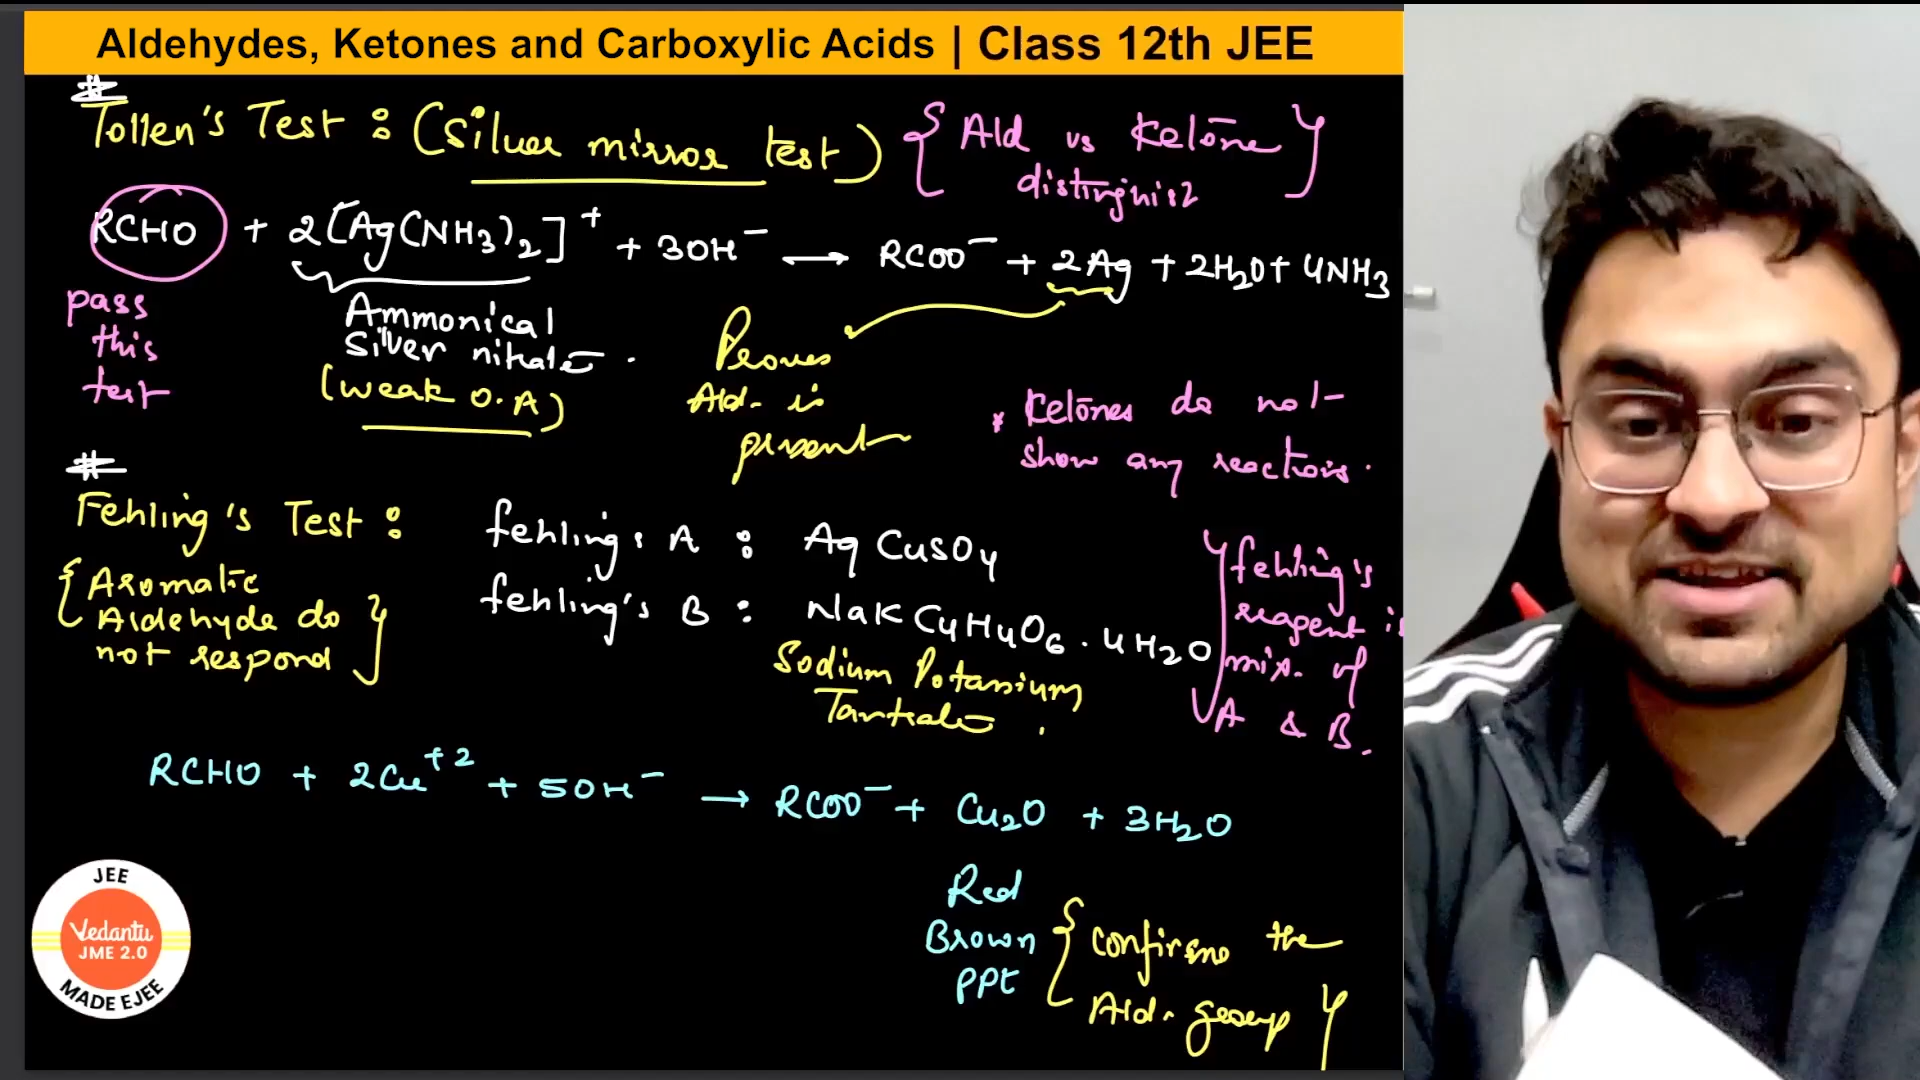 Aldehydes, Ketones and Carboxylic Acids | Class 12th JEE
#
Tollen's Test : (Silver mirror test) { Ald vs Ketone
distinguish }
RCHO + 2[Ag(NH3)2]+ + 3OH− ⟶ RCOO− + 2Ag + 2H2O + 4NH3
pass
this
test
Ammonical
Silver nitrate.
(weak O.A)
Proves
Ald. is
present
* Ketones do not
show any reactions.
#
Fehling's Test :
{ Aromatic
Aldehyde do
not respond }
fehling's A : Aq CuSO4
fehling's B : NaK C4H4O6 . 4H2O
Sodium Potassium
Tartrate .
} fehling's
reagent is
mix. of
A & B.
RCHO + 2Cu+2 + 5OH− → RCOO− + Cu2O + 3H2O
Red
Brown
ppt
{ confirms the
Ald. group }
JEE
Vedantu
JME 2.0
MADE EJEE